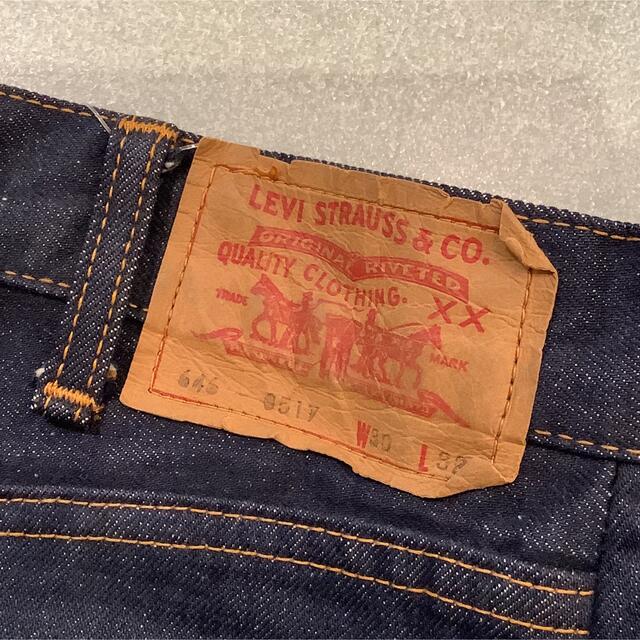 LEVI STRAUSS & CO.
ORIGINAL RIVETED
QUALITY CLOTHING.
XX
TRADE MARK
646 0517 W30 L32